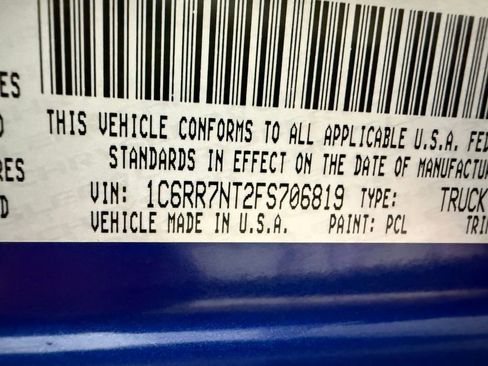 ES
THIS VEHICLE CONFORMS TO ALL APPLICABLE U.S.A. FED
STANDARDS IN EFFECT ON THE DATE OF MANUFACTU
RES
VIN: 1C6RR7NT2FS706819 TYPE: TRUCK
D
VEHICLE MADE IN U.S.A. PAINT: PCL TRI